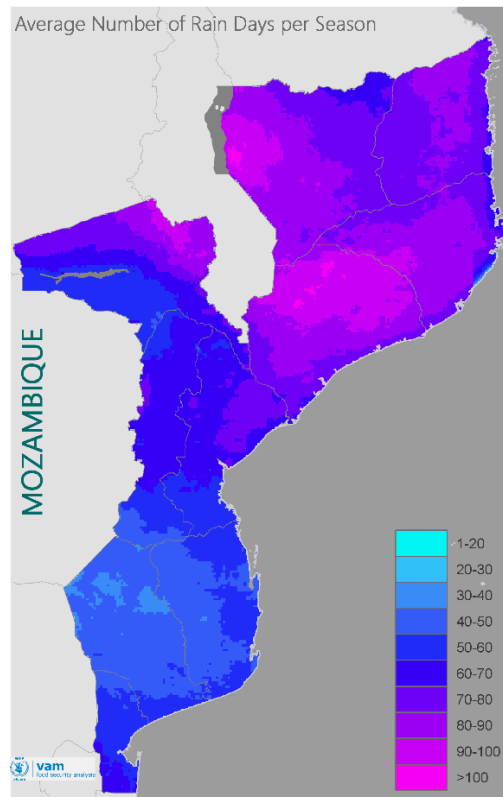 Average Number of Rain Days per Season
MOZAMBIQUE
1-20
20-30
30-40
40-50
50-60
60-70
70-80
80-90
90-100
>100
vam
food security analysis